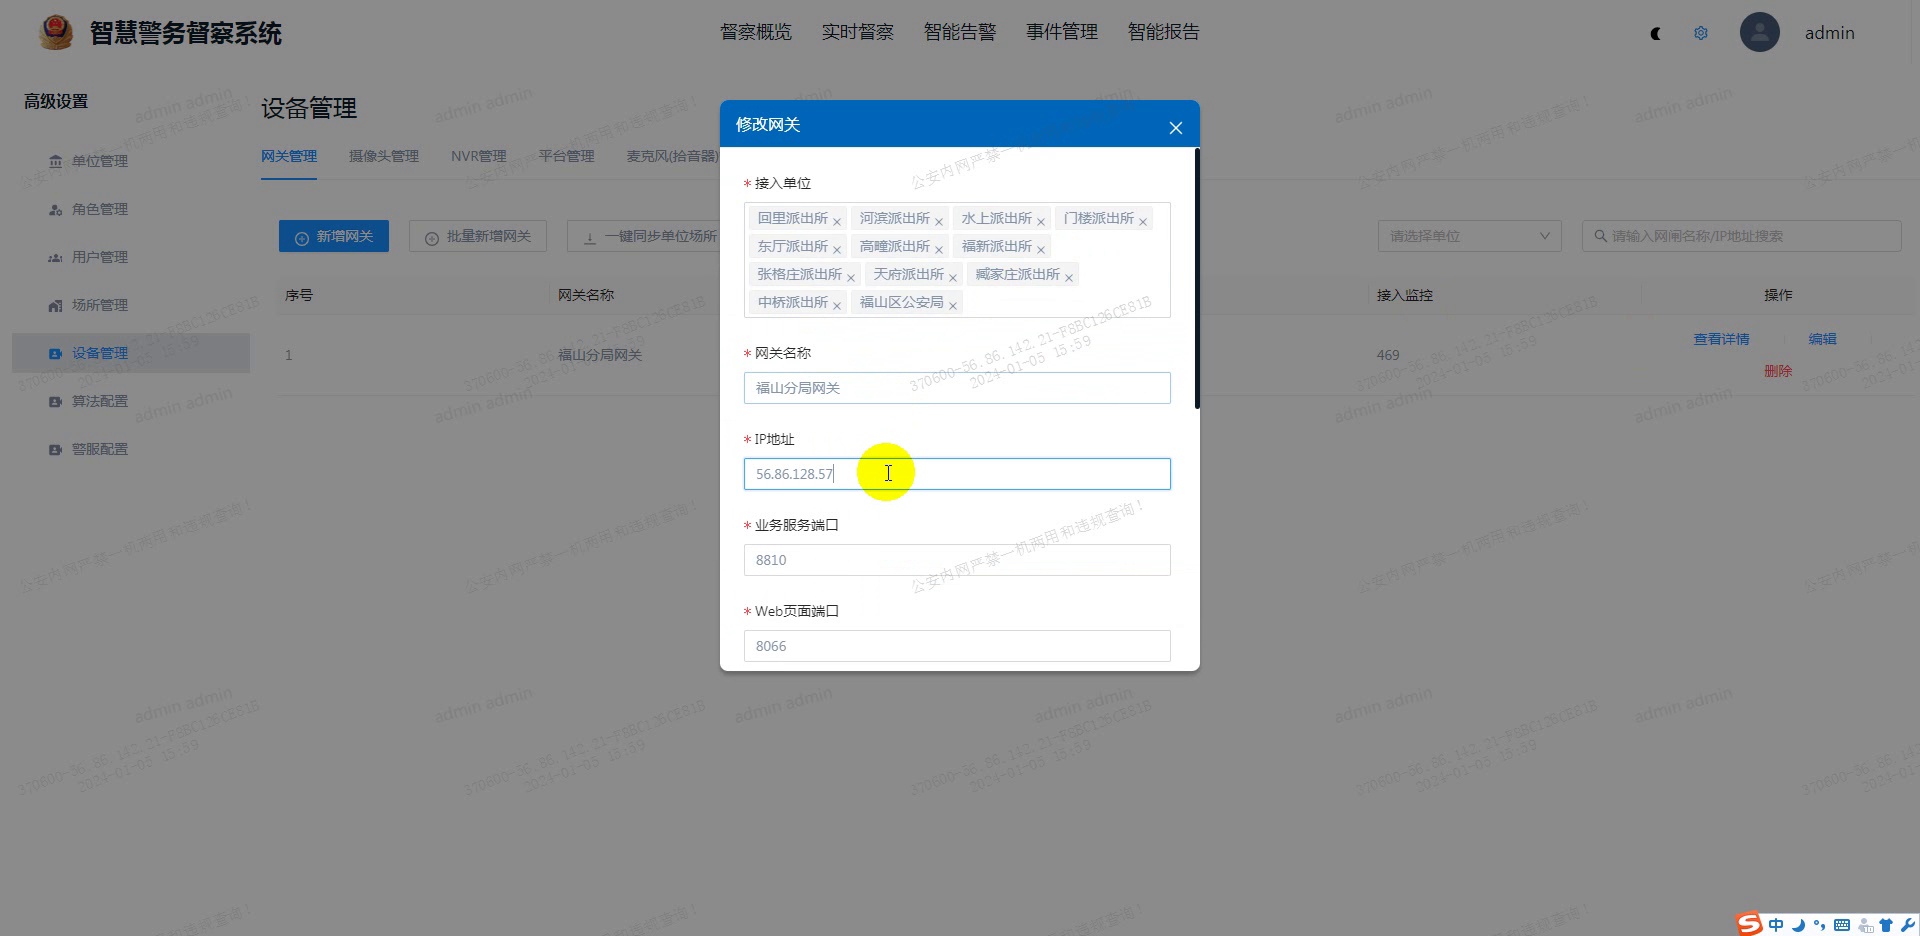 智慧警务督察系统
督察概览 实时督察 智能告警 事件管理 智能报告
admin
高级设置
单位管理
角色管理
用户管理
场所管理
设备管理
算法配置
警服配置
设备管理
网关管理 摄像头管理 NVR管理 平台管理 麦克风(拾音器)
新增网关 批量新增网关 一键同步单位场所
请选择单位 请输入网闸名称/IP地址搜索
序号 网关名称 接入监控 操作
1 福山分局网关 469 查看详情 编辑
删除
修改网关
* 接入单位
回里派出所 × 河滨派出所 × 水上派出所 × 门楼派出所 ×
东厅派出所 × 高疃派出所 × 福新派出所 ×
张格庄派出所 × 天府派出所 × 臧家庄派出所 ×
中桥派出所 × 福山区公安局 ×
* 网关名称
福山分局网关
* IP地址
56.86.128.57
* 业务服务端口
8810
* Web页面端口
8066
admin admin
公安内网严禁一机两用和违规查询！
370600-56.86.142.21-F8BC126CE81B
2024-01-05 15:59
中